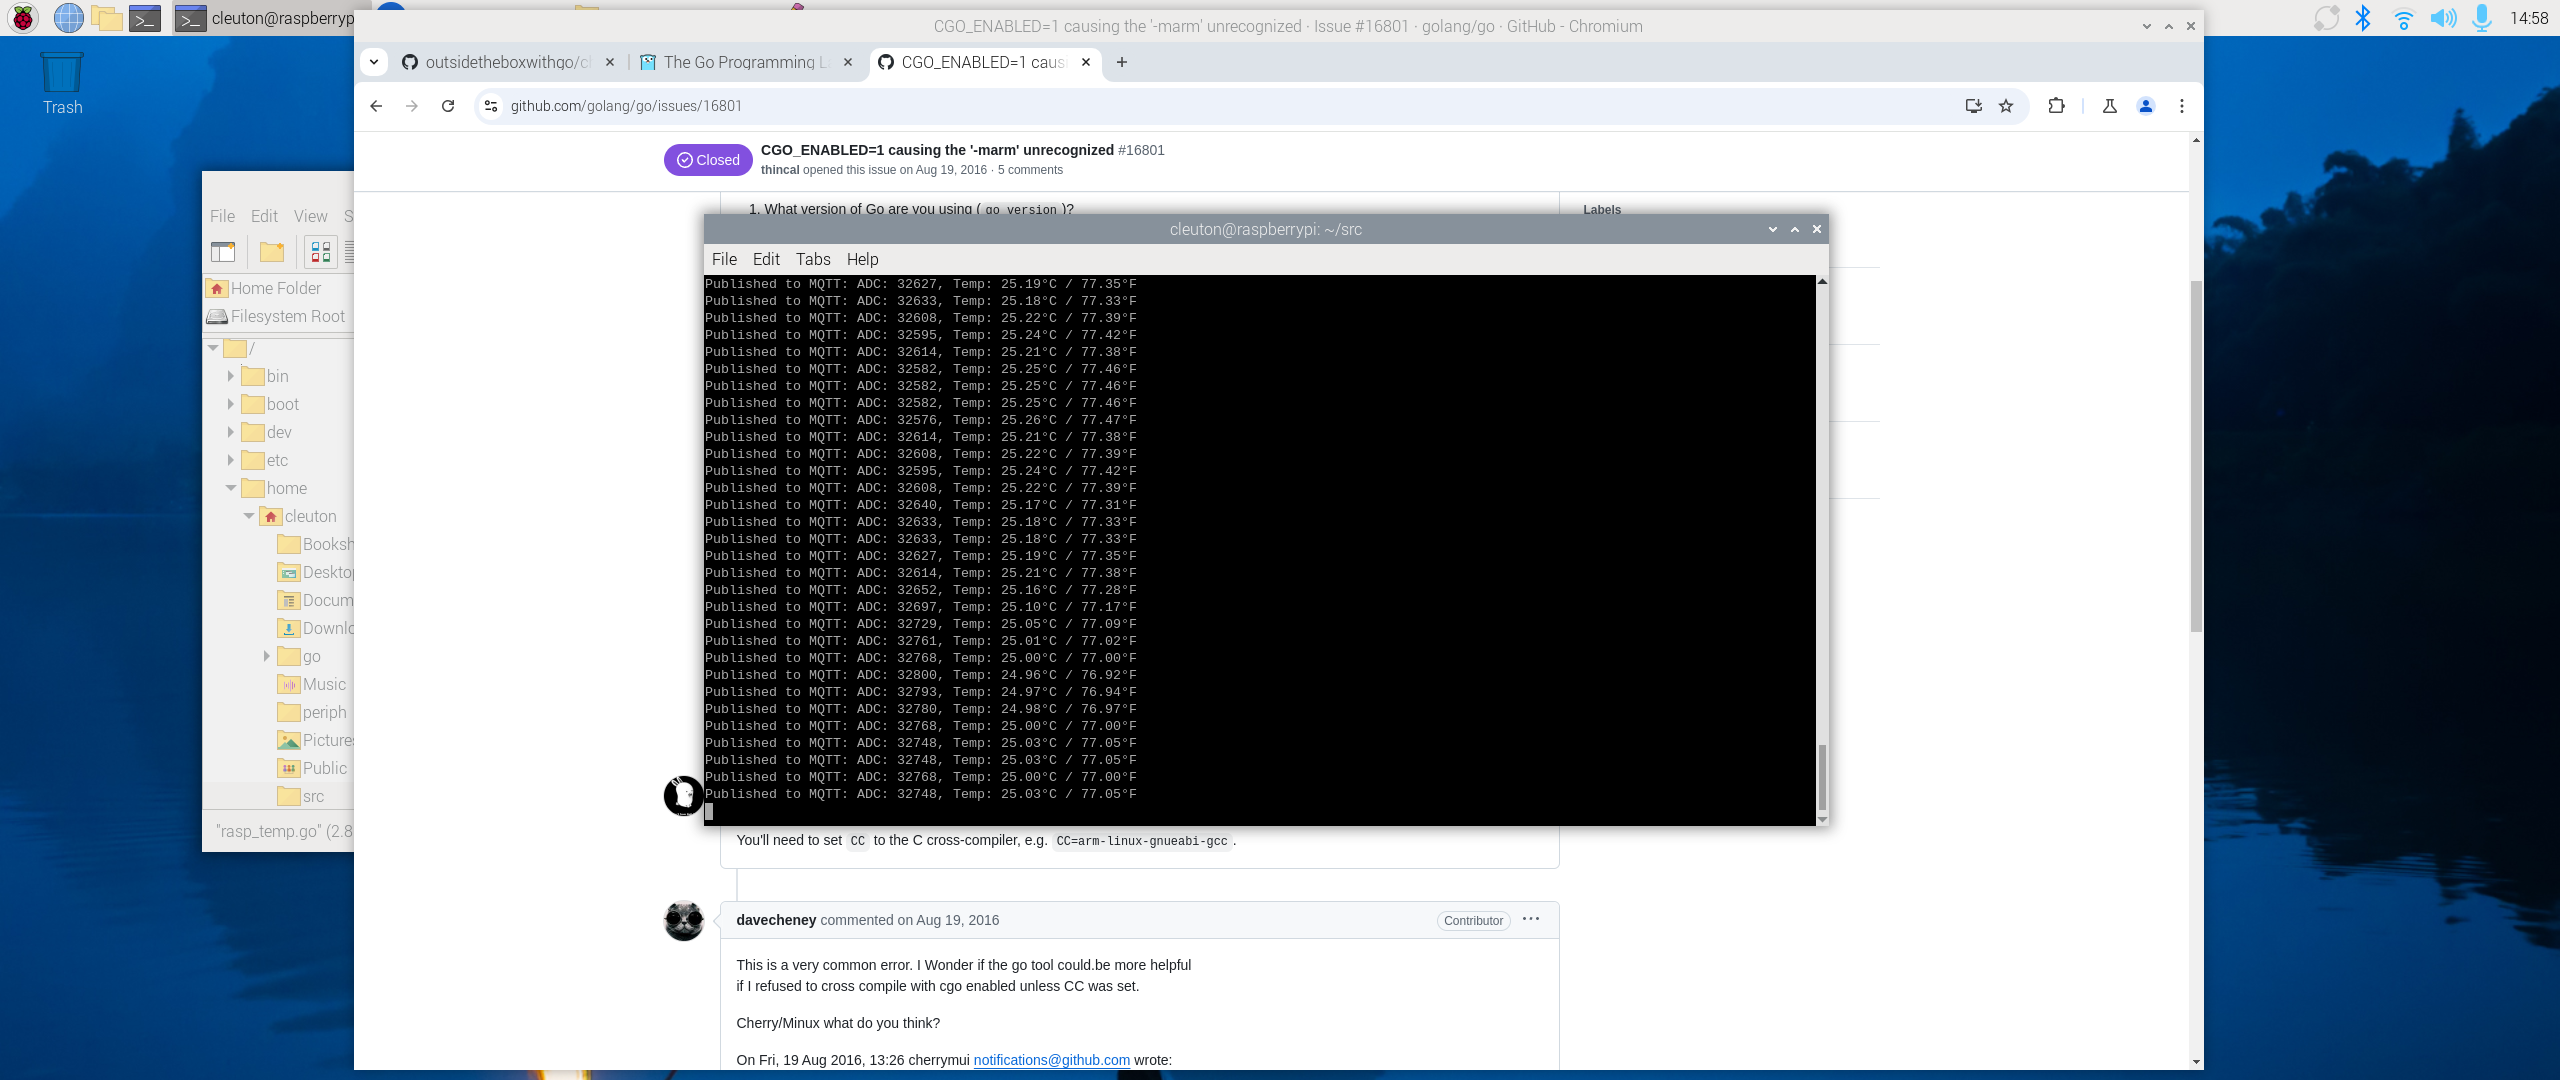 cleuton@raspberryp
14:58
Trash
CGO_ENABLED=1 causing the '-marm' unrecognized · Issue #16801 · golang/go · GitHub - Chromium
outsidetheboxwithgo/c
The Go Programming L
CGO_ENABLED=1 caus
github.com/golang/go/issues/16801
Closed
CGO_ENABLED=1 causing the '-marm' unrecognized #16801
thincal opened this issue on Aug 19, 2016 · 5 comments
1. What version of Go are you using ( go version )?
Labels
File Edit View S
Home Folder
Filesystem Root
/
bin
boot
dev
etc
home
cleuton
Booksh
Desktop
Docum
Downlo
go
Music
periph
Pictures
Public
src
"rasp_temp.go" (2.8
cleuton@raspberrypi: ~/src
File Edit Tabs Help
Published to MQTT: ADC: 32627, Temp: 25.19°C / 77.35°F
Published to MQTT: ADC: 32633, Temp: 25.18°C / 77.33°F
Published to MQTT: ADC: 32608, Temp: 25.22°C / 77.39°F
Published to MQTT: ADC: 32595, Temp: 25.24°C / 77.42°F
Published to MQTT: ADC: 32614, Temp: 25.21°C / 77.38°F
Published to MQTT: ADC: 32582, Temp: 25.25°C / 77.46°F
Published to MQTT: ADC: 32582, Temp: 25.25°C / 77.46°F
Published to MQTT: ADC: 32582, Temp: 25.25°C / 77.46°F
Published to MQTT: ADC: 32576, Temp: 25.26°C / 77.47°F
Published to MQTT: ADC: 32614, Temp: 25.21°C / 77.38°F
Published to MQTT: ADC: 32608, Temp: 25.22°C / 77.39°F
Published to MQTT: ADC: 32595, Temp: 25.24°C / 77.42°F
Published to MQTT: ADC: 32608, Temp: 25.22°C / 77.39°F
Published to MQTT: ADC: 32640, Temp: 25.17°C / 77.31°F
Published to MQTT: ADC: 32633, Temp: 25.18°C / 77.33°F
Published to MQTT: ADC: 32633, Temp: 25.18°C / 77.33°F
Published to MQTT: ADC: 32627, Temp: 25.19°C / 77.35°F
Published to MQTT: ADC: 32614, Temp: 25.21°C / 77.38°F
Published to MQTT: ADC: 32652, Temp: 25.16°C / 77.28°F
Published to MQTT: ADC: 32697, Temp: 25.10°C / 77.17°F
Published to MQTT: ADC: 32729, Temp: 25.05°C / 77.09°F
Published to MQTT: ADC: 32761, Temp: 25.01°C / 77.02°F
Published to MQTT: ADC: 32768, Temp: 25.00°C / 77.00°F
Published to MQTT: ADC: 32800, Temp: 24.96°C / 76.92°F
Published to MQTT: ADC: 32793, Temp: 24.97°C / 76.94°F
Published to MQTT: ADC: 32780, Temp: 24.98°C / 76.97°F
Published to MQTT: ADC: 32768, Temp: 25.00°C / 77.00°F
Published to MQTT: ADC: 32748, Temp: 25.03°C / 77.05°F
Published to MQTT: ADC: 32748, Temp: 25.03°C / 77.05°F
Published to MQTT: ADC: 32768, Temp: 25.00°C / 77.00°F
Published to MQTT: ADC: 32748, Temp: 25.03°C / 77.05°F
You'll need to set CC to the C cross-compiler, e.g. CC=arm-linux-gnueabi-gcc.
davecheney commented on Aug 19, 2016
Contributor
This is a very common error. I Wonder if the go tool could.be more helpful
if I refused to cross compile with cgo enabled unless CC was set.
Cherry/Minux what do you think?
On Fri, 19 Aug 2016, 13:26 cherrymui notifications@github.com wrote: